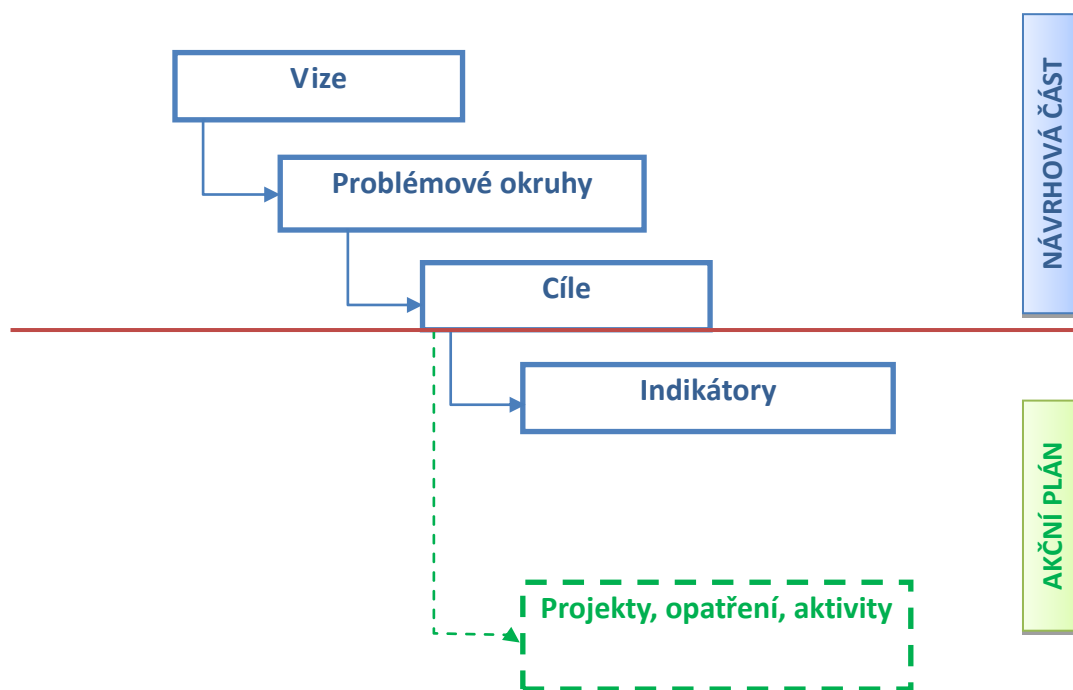 Vize
Problémové okruhy
Cíle
Indikátory
Projekty, opatření, aktivity
NÁVRHOVÁ ČÁST
AKČNÍ PLÁN